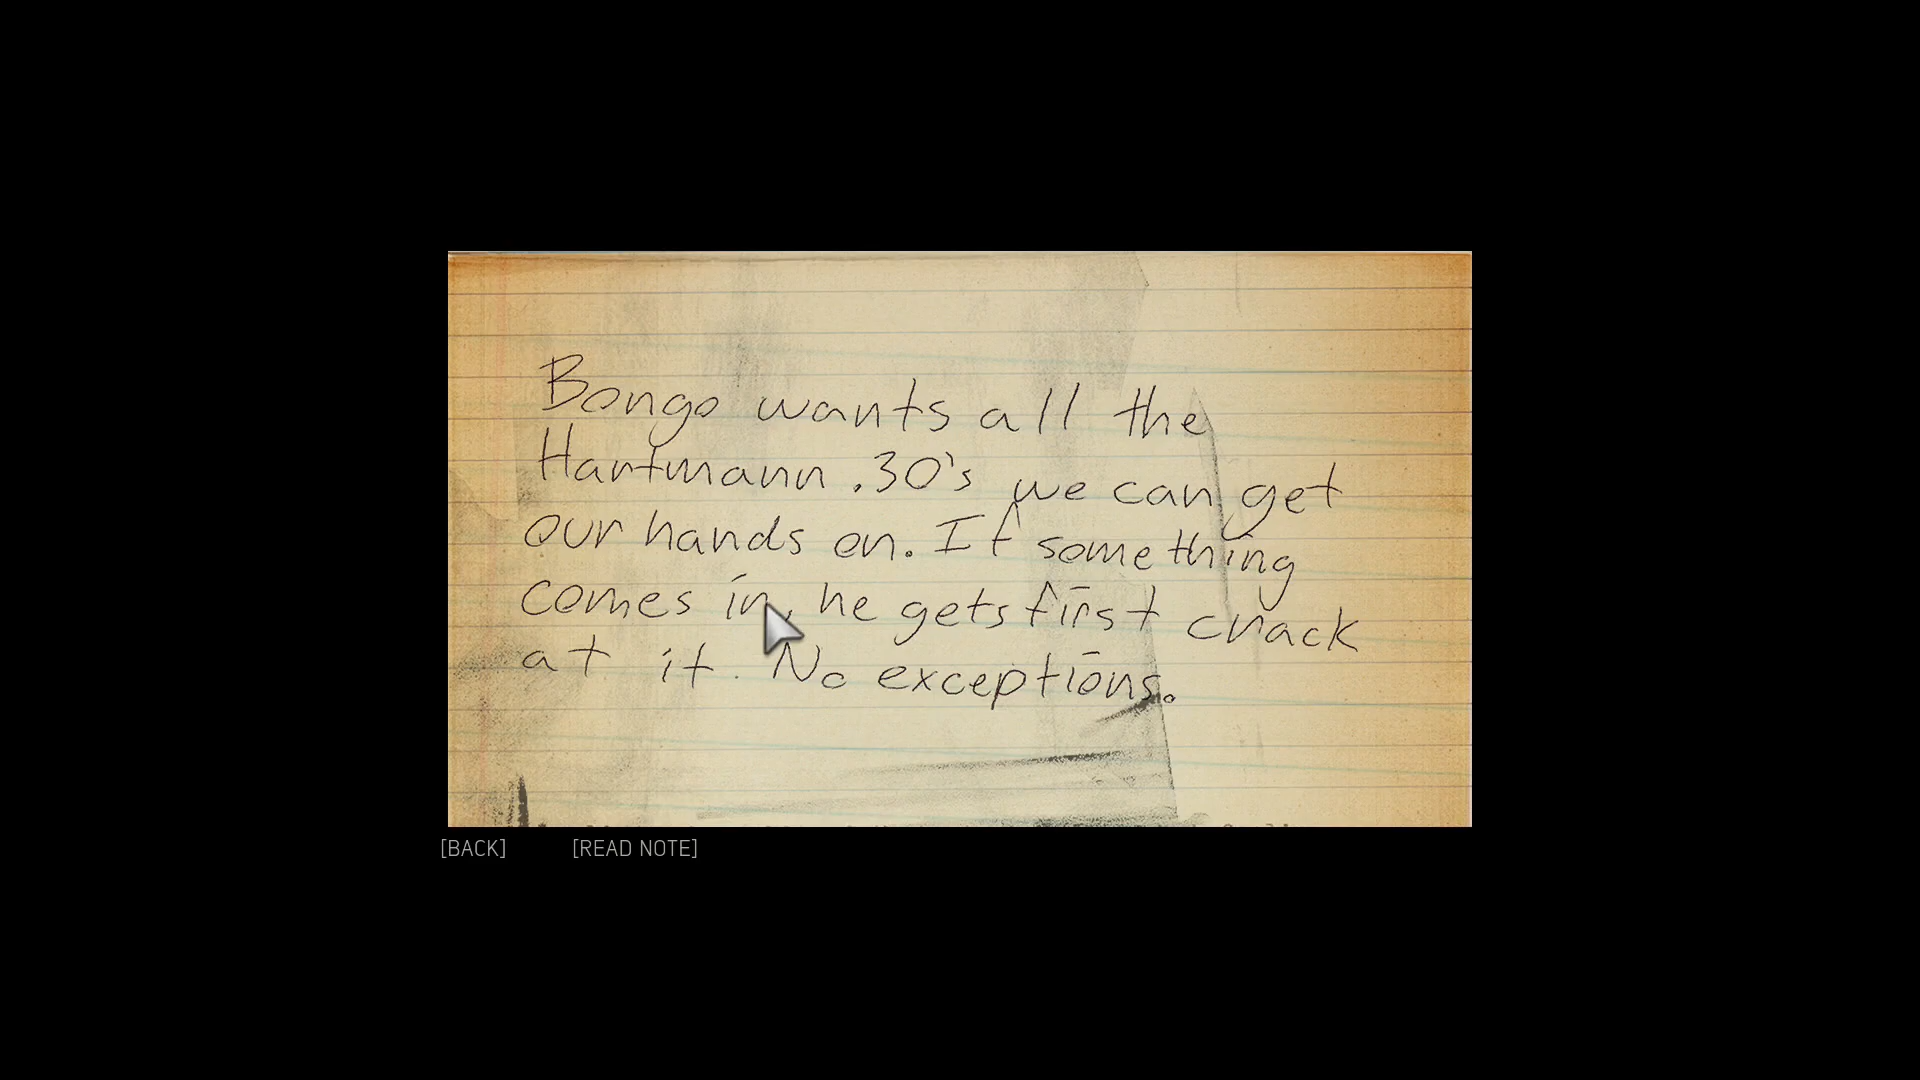 Bongo wants all the
Hartmann .30's we can get
our hands on. If something
comes in, he gets first crack
at it. No exceptions.
[BACK] [READ NOTE]